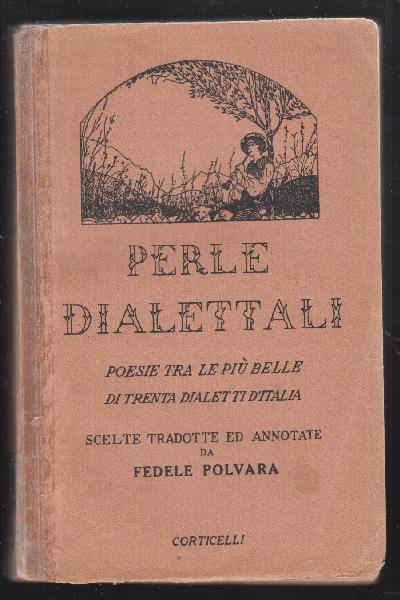 PERLE
DIALETTALI
POESIE TRA LE PIÙ BELLE
DI TRENTA DIALETTI D'ITALIA
SCELTE TRADOTTE ED ANNOTATE
DA
FEDELE POLVARA
CORTICELLI